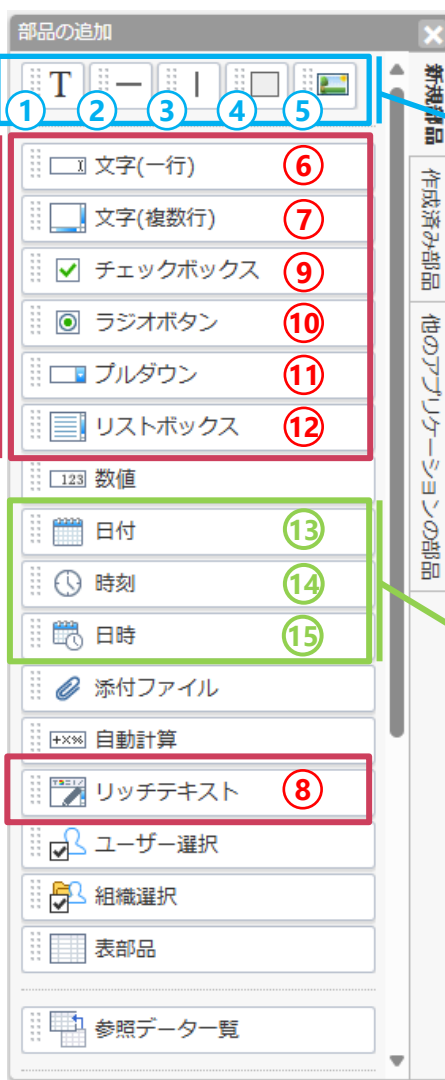 部品の追加
T
① ② ③ ④ ⑤
文字(一行) ⑥
文字(複数行) ⑦
チェックボックス ⑨
ラジオボタン ⑩
プルダウン ⑪
リストボックス ⑫
123 数値
日付 ⑬
時刻 ⑭
日時 ⑮
添付ファイル
+×% 自動計算
リッチテキスト ⑧
ユーザー選択
組織選択
表部品
参照データ一覧
新規部品
作成済み部品
他のアプリケーションの部品